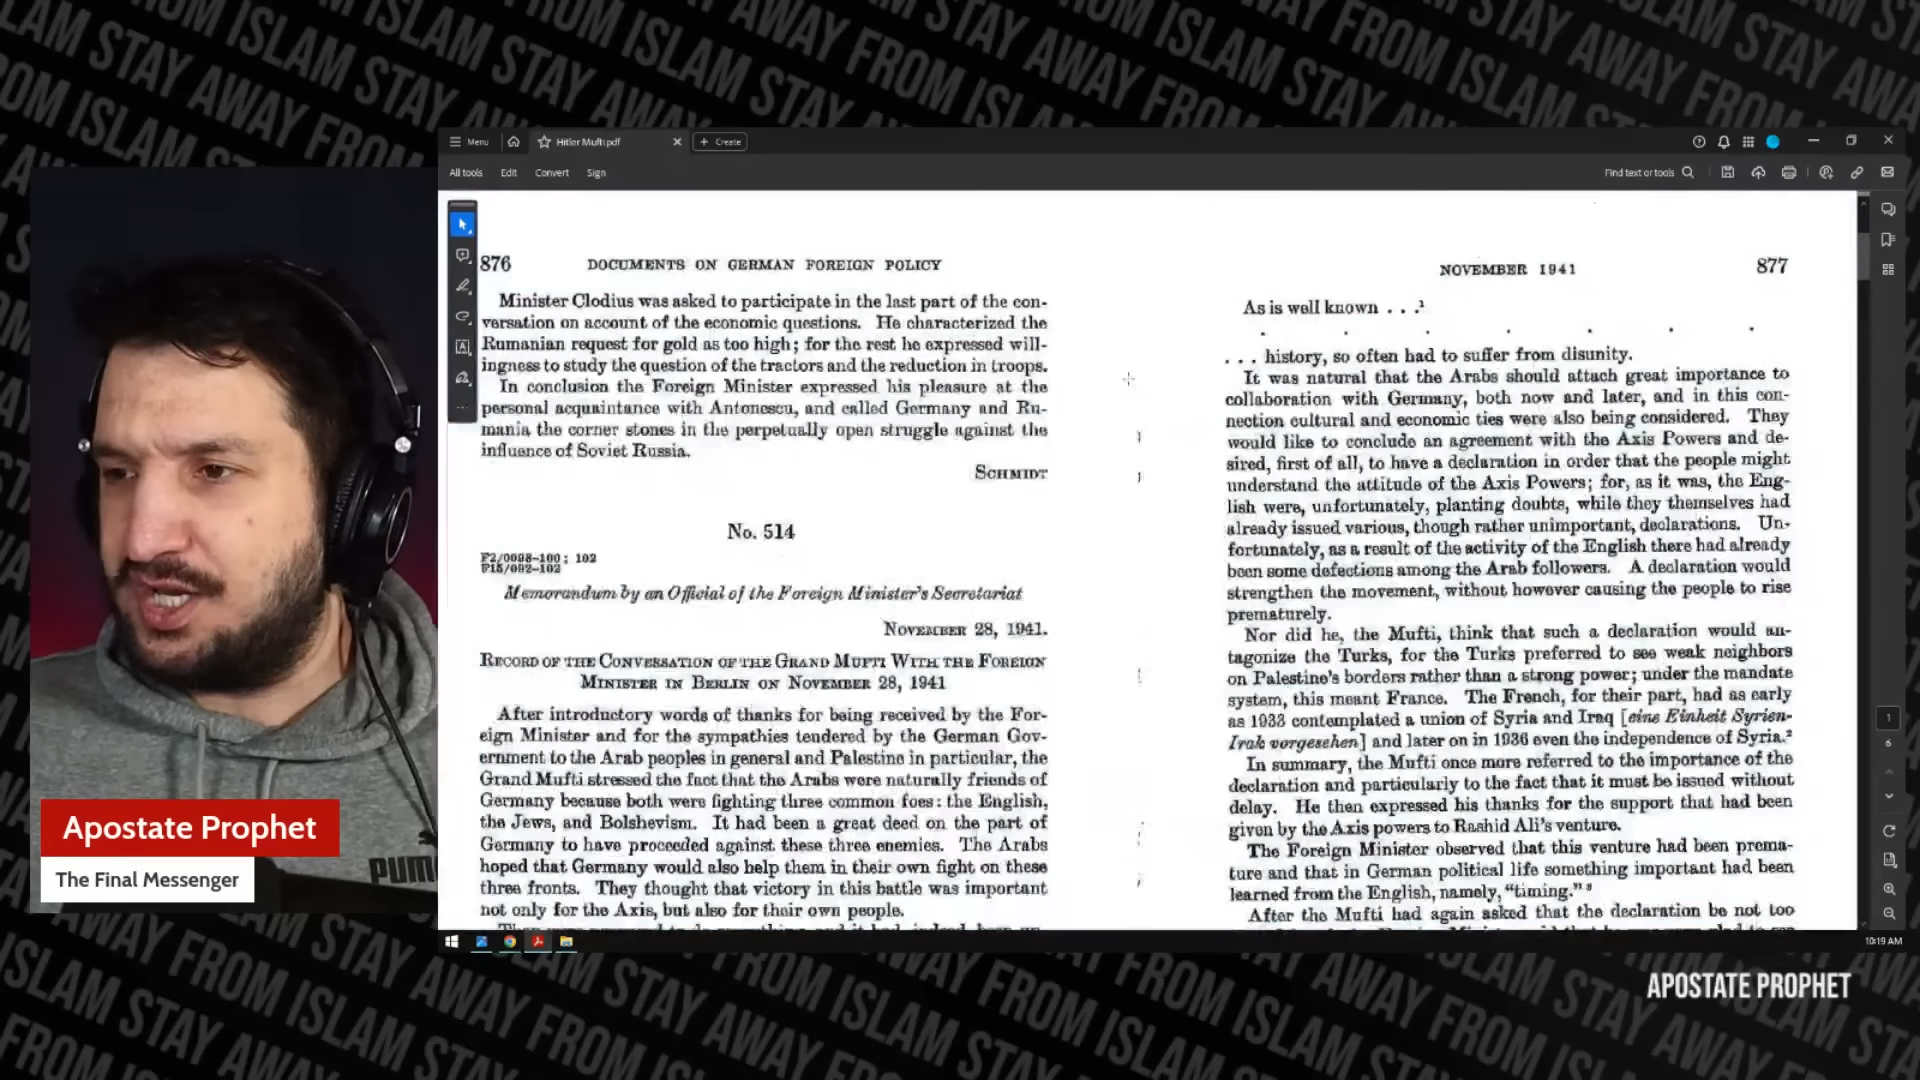 Menu
Hitler Mufti.pdf
Create
All tools
Edit
Convert
Sign
Find text or tools
876
DOCUMENTS ON GERMAN FOREIGN POLICY
Minister Clodius was asked to participate in the last part of the con-
versation on account of the economic questions. He characterized the
Rumanian request for gold as too high; for the rest he expressed will-
ingness to study the question of the tractors and the reduction in troops.
In conclusion the Foreign Minister expressed his pleasure at the
personal acquaintance with Antonescu, and called Germany and Ru-
mania the corner stones in the perpetually open struggle against the
influence of Soviet Russia.
SCHMIDT
No. 514
F2/0098-100; 102
F15/092-102
Memorandum by an Official of the Foreign Minister's Secretariat
NOVEMBER 28, 1941.
RECORD OF THE CONVERSATION OF THE GRAND MUFTI WITH THE FOREIGN
MINISTER IN BERLIN ON NOVEMBER 28, 1941
After introductory words of thanks for being received by the For-
eign Minister and for the sympathies tendered by the German Gov-
ernment to the Arab peoples in general and Palestine in particular, the
Grand Mufti stressed the fact that the Arabs were naturally friends of
Germany because both were fighting three common foes: the English,
the Jews, and Bolshevism. It had been a great deed on the part of
Germany to have proceeded against these three enemies. The Arabs
hoped that Germany would also help them in their own fight on these
three fronts. They thought that victory in this battle was important
not only for the Axis, but also for their own people.
NOVEMBER 1941
877
As is well known . . .¹
. . . . . . .
. . . history, so often had to suffer from disunity.
It was natural that the Arabs should attach great importance to
collaboration with Germany, both now and later, and in this con-
nection cultural and economic ties were also being considered. They
would like to conclude an agreement with the Axis Powers and de-
sired, first of all, to have a declaration in order that the people might
understand the attitude of the Axis Powers; for, as it was, the Eng-
lish were, unfortunately, planting doubts, while they themselves had
already issued various, though rather unimportant, declarations. Un-
fortunately, as a result of the activity of the English there had already
been some defections among the Arab followers. A declaration would
strengthen the movement, without however causing the people to rise
prematurely.
Nor did he, the Mufti, think that such a declaration would an-
tagonize the Turks, for the Turks preferred to see weak neighbors
on Palestine's borders rather than a strong power; under the mandate
system, this meant France. The French, for their part, had as early
as 1933 contemplated a union of Syria and Iraq [eine Einheit Syrien-
Irak vorgesehen] and later on in 1936 even the independence of Syria.²
In summary, the Mufti once more referred to the importance of the
declaration and particularly to the fact that it must be issued without
delay. He then expressed his thanks for the support that had been
given by the Axis powers to Rashid Ali's venture.
The Foreign Minister observed that this venture had been prema-
ture and that in German political life something important had been
learned from the English, namely, "timing." ³
After the Mufti had again asked that the declaration be not too
1
6
10:19 AM
Apostate Prophet
The Final Messenger
PUMA
APOSTATE PROPHET
STAY AWAY FROM ISLAM